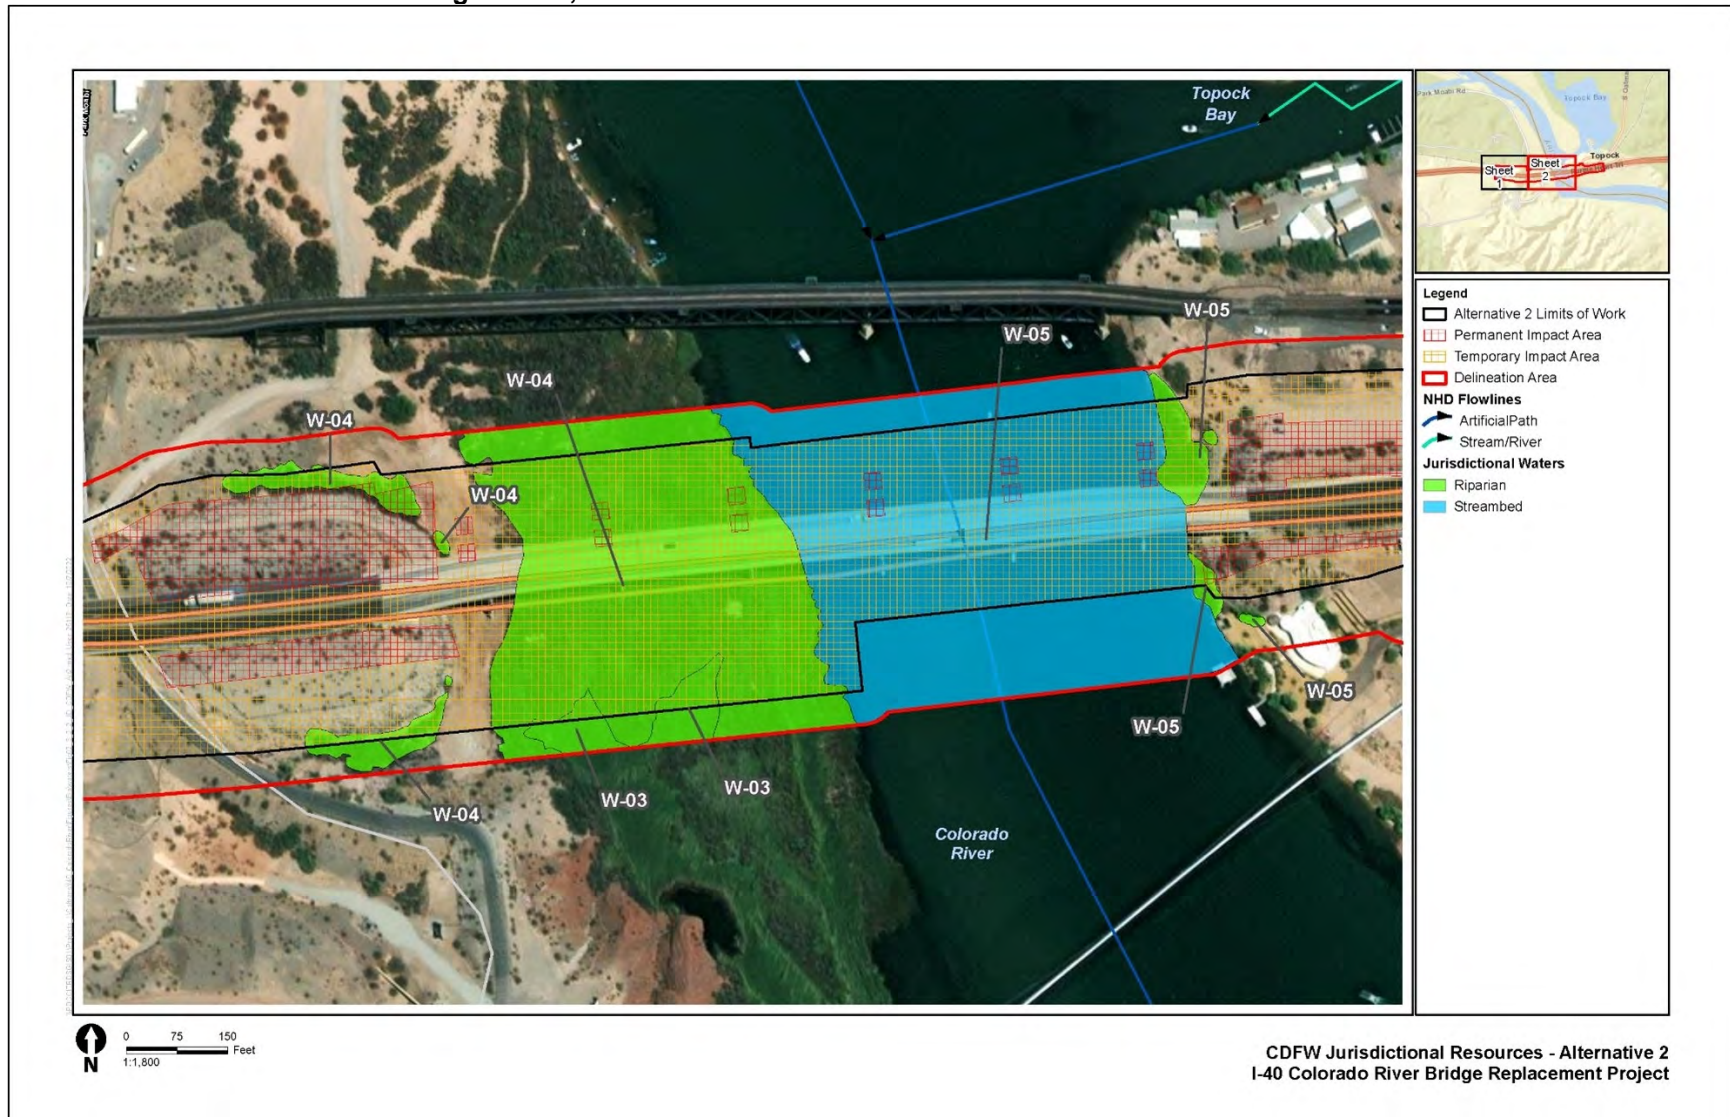 Topock
Bay
W-05
W-05
W-04
W-04
W-04
W-05
W-05
W-03
W-03
W-04
Colorado
River
Park Moabi Rd
Topock Bay
Topock
Sheet
1
Sheet
2
Legend
Alternative 2 Limits of Work
Permanent Impact Area
Temporary Impact Area
Delineation Area
NHD Flowlines
ArtificialPath
Stream/River
Jurisdictional Waters
Riparian
Streambed
N
0 75 150
Feet
1:1,800
CDFW Jurisdictional Resources - Alternative 2
I-40 Colorado River Bridge Replacement Project